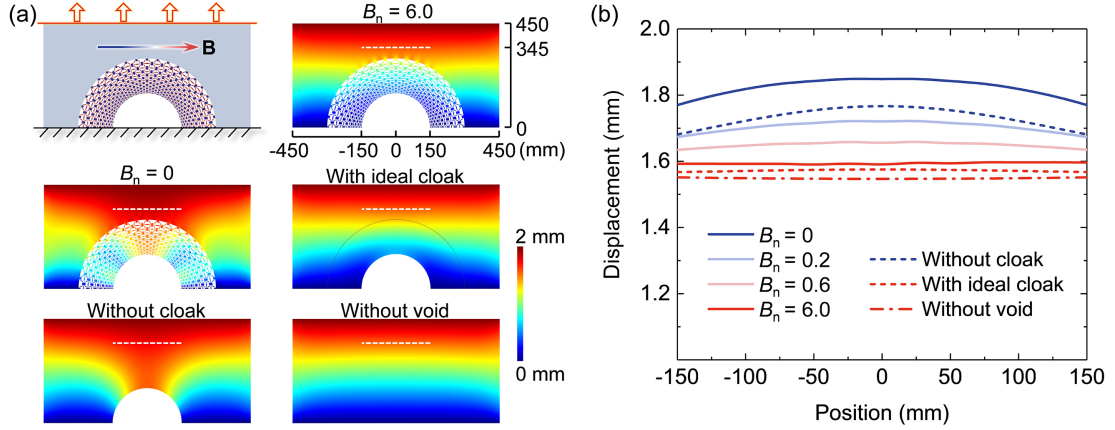 (a)
B
Bn = 6.0
450
345
0
-450 -150 0 150 450 (mm)
Bn = 0
With ideal cloak
2 mm
0 mm
Without cloak
Without void
(b)
Displacement (mm)
2.0
1.8
1.6
1.4
1.2
Bn = 0
Bn = 0.2
Bn = 0.6
Bn = 6.0
Without cloak
With ideal cloak
Without void
-150 -100 -50 0 50 100 150
Position (mm)